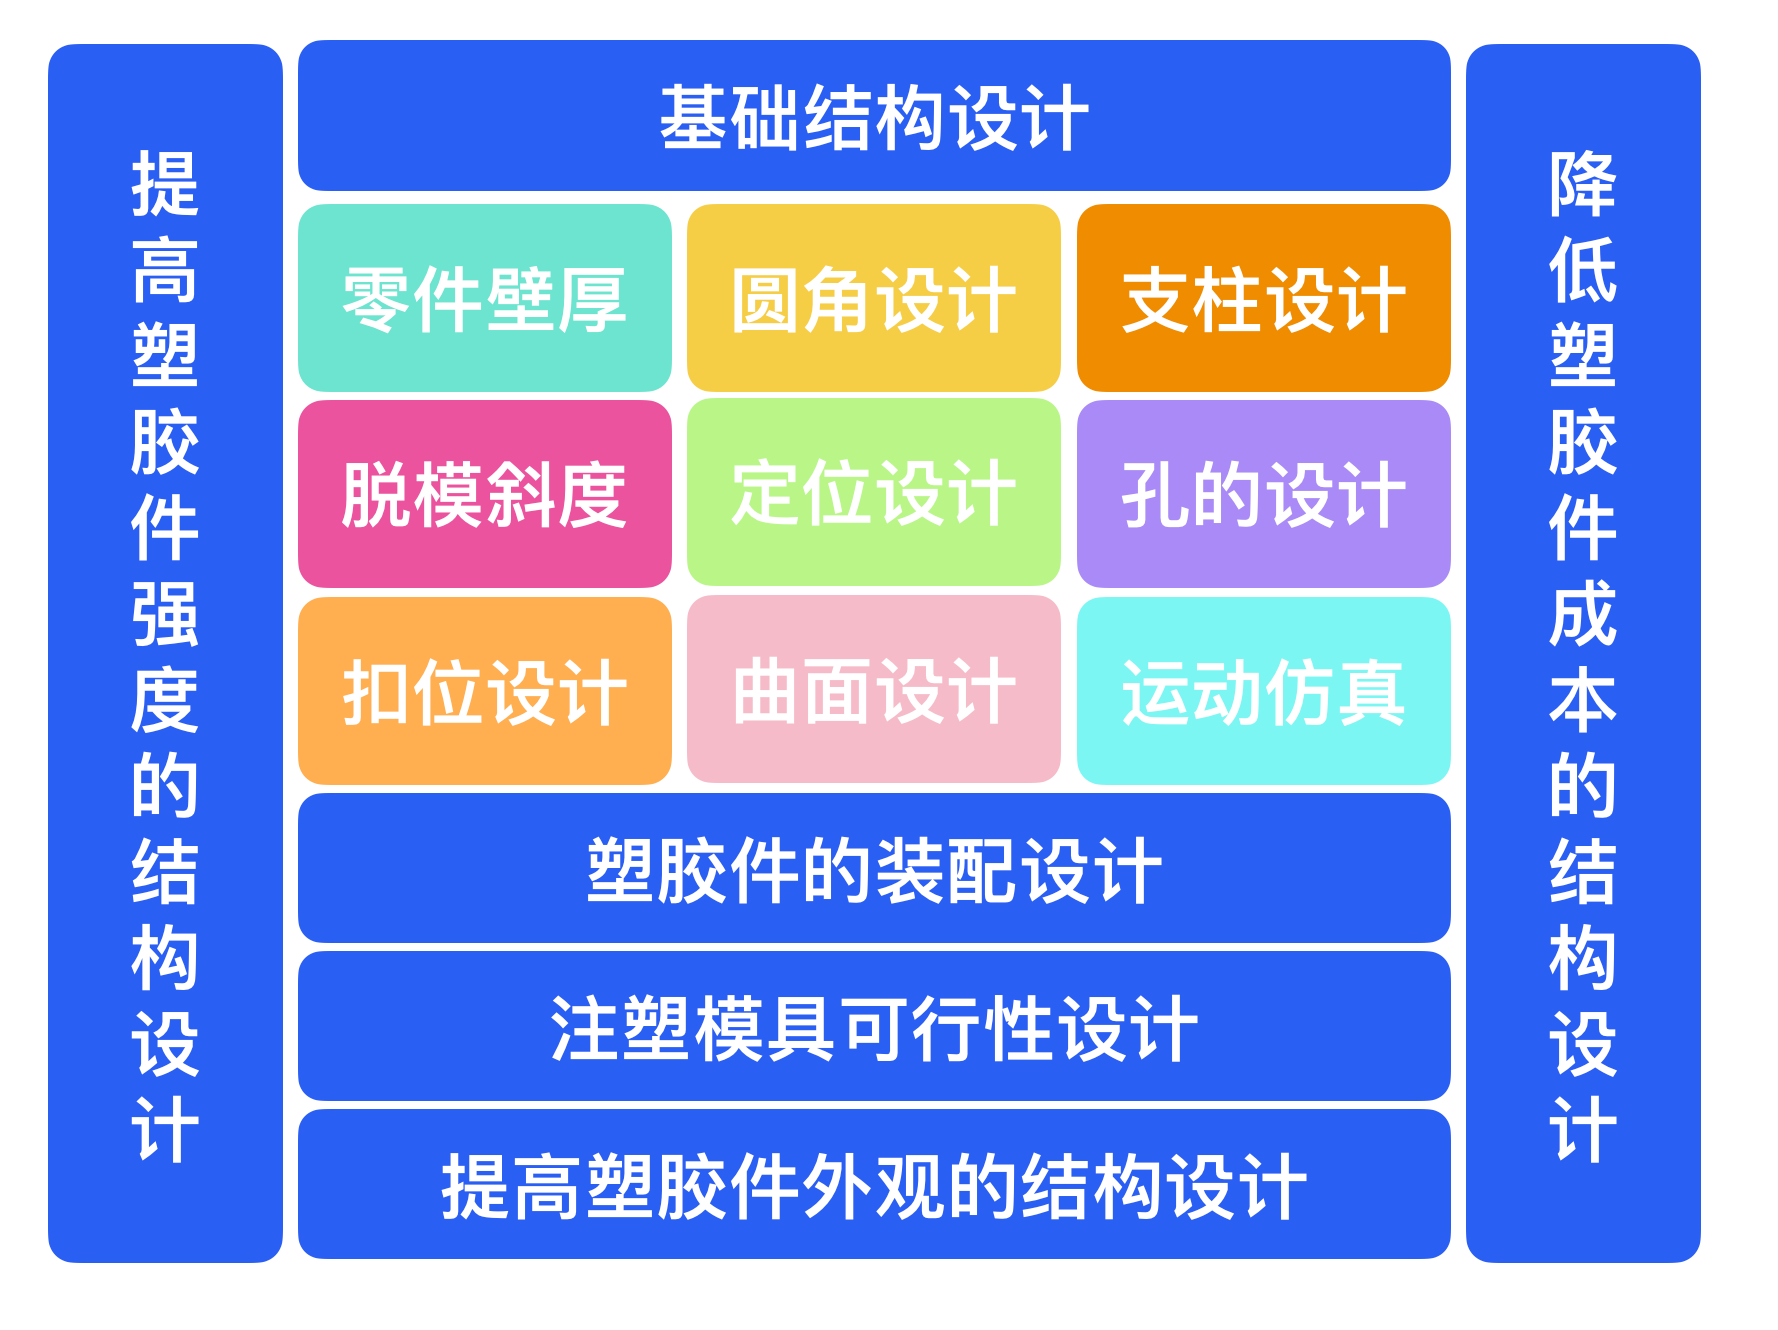 提高塑胶件强度的结构设计
基础结构设计
零件壁厚
圆角设计
支柱设计
脱模斜度
定位设计
孔的设计
扣位设计
曲面设计
运动仿真
塑胶件的装配设计
注塑模具可行性设计
提高塑胶件外观的结构设计
降低塑胶件成本的结构设计